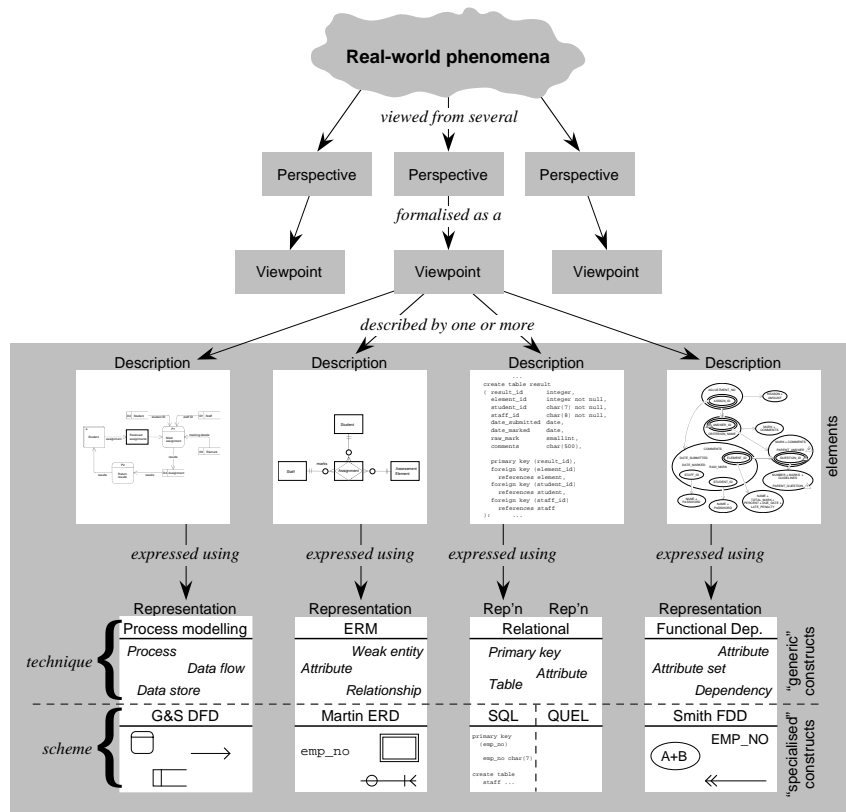 Real-world phenomena
viewed from several
Perspective Perspective Perspective
formalised as a
Viewpoint Viewpoint Viewpoint
described by one or more
Description Description Description Description
elements
Student
Staff
marks
Assignment
Assessment
Element
...
create table result
( result_id integer,
element_id integer not null,
student_id char(7) not null,
staff_id char(8) not null,
date_submitted date,
date_marked date,
raw_mark smallint,
comments char(500),
primary key (result_id),
foreign key (element_id)
references element,
foreign key (student_id)
references student,
foreign key (staff_id)
references staff
); ...
expressed using expressed using expressed using expressed using
Representation Representation Rep'n Rep'n Representation
technique
Process modelling
Process
Data flow
Data store
ERM
Weak entity
Attribute
Relationship
Relational
Primary key
Attribute
Table
Functional Dep.
Attribute
Attribute set
Dependency
"generic"
constructs
scheme
G&S DFD
Martin ERD
emp_no
SQL
primary key
(emp_no)
emp_no char(7)
create table
staff ...
QUEL
Smith FDD
EMP_NO
A+B
"specialised"
constructs